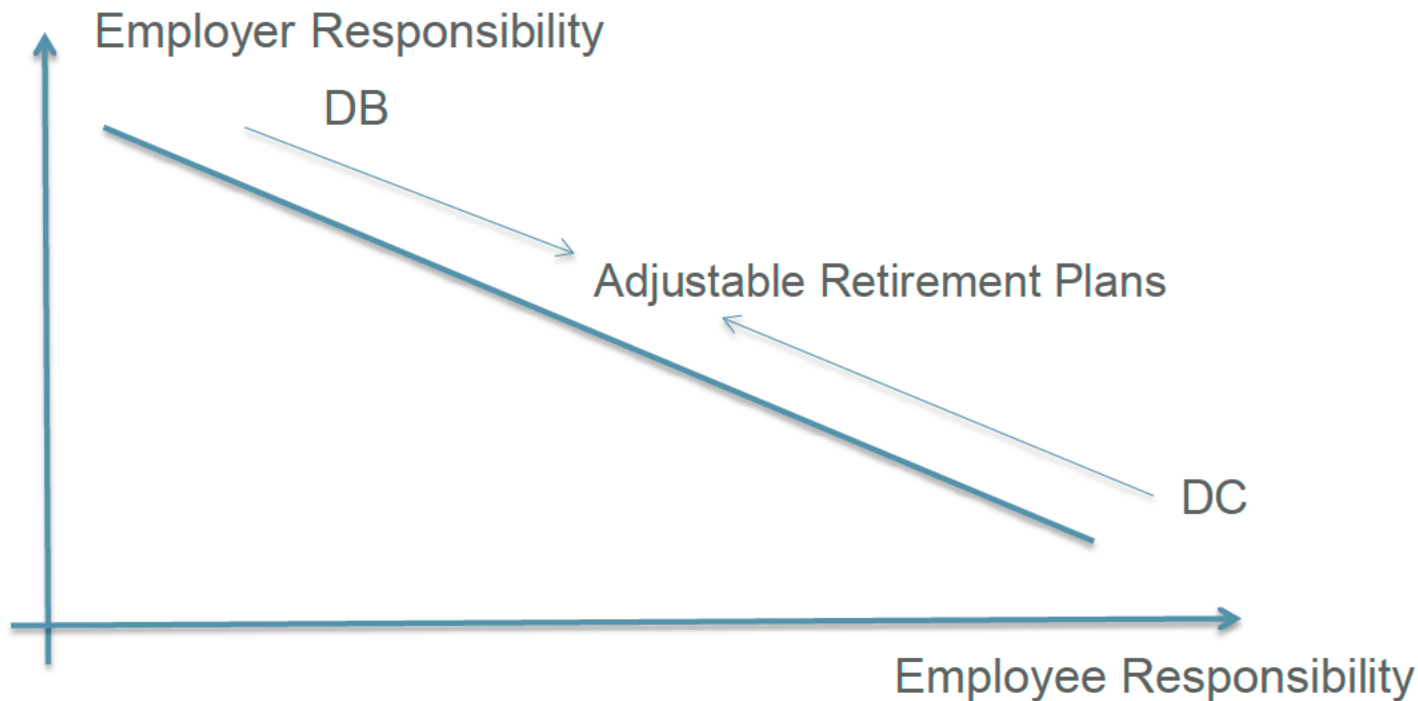 Employer Responsibility
DB
Adjustable Retirement Plans
DC
Employee Responsibility